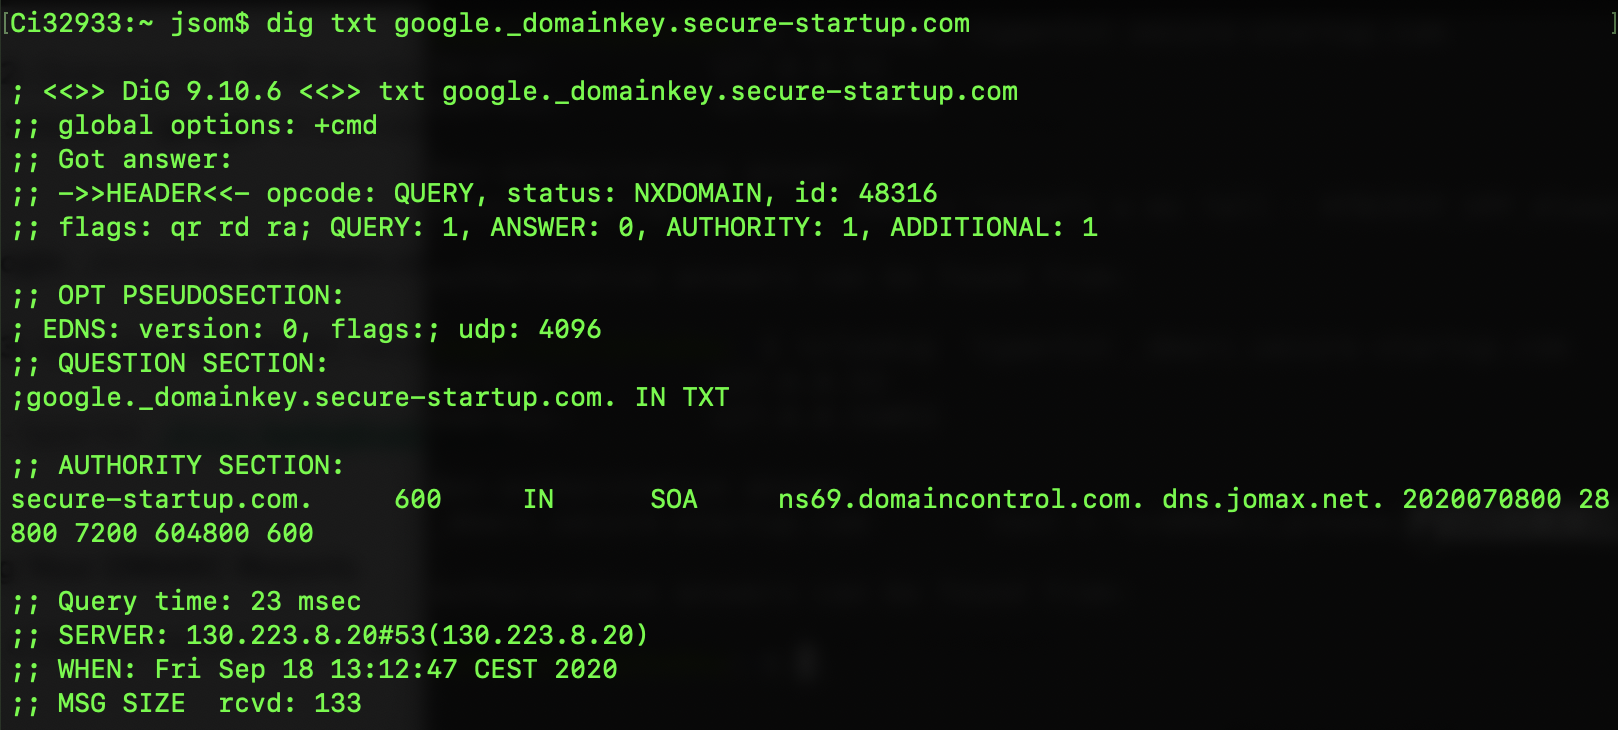 [Ci32933:~ jsom$ dig txt google._domainkey.secure-startup.com ]
; <<>> DiG 9.10.6 <<>> txt google._domainkey.secure-startup.com
;; global options: +cmd
;; Got answer:
;; ->>HEADER<<- opcode: QUERY, status: NXDOMAIN, id: 48316
;; flags: qr rd ra; QUERY: 1, ANSWER: 0, AUTHORITY: 1, ADDITIONAL: 1
;; OPT PSEUDOSECTION:
; EDNS: version: 0, flags:; udp: 4096
;; QUESTION SECTION:
;google._domainkey.secure-startup.com. IN TXT
;; AUTHORITY SECTION:
secure-startup.com. 600 IN SOA ns69.domaincontrol.com. dns.jomax.net. 2020070800 28
800 7200 604800 600
;; Query time: 23 msec
;; SERVER: 130.223.8.20#53(130.223.8.20)
;; WHEN: Fri Sep 18 13:12:47 CEST 2020
;; MSG SIZE rcvd: 133